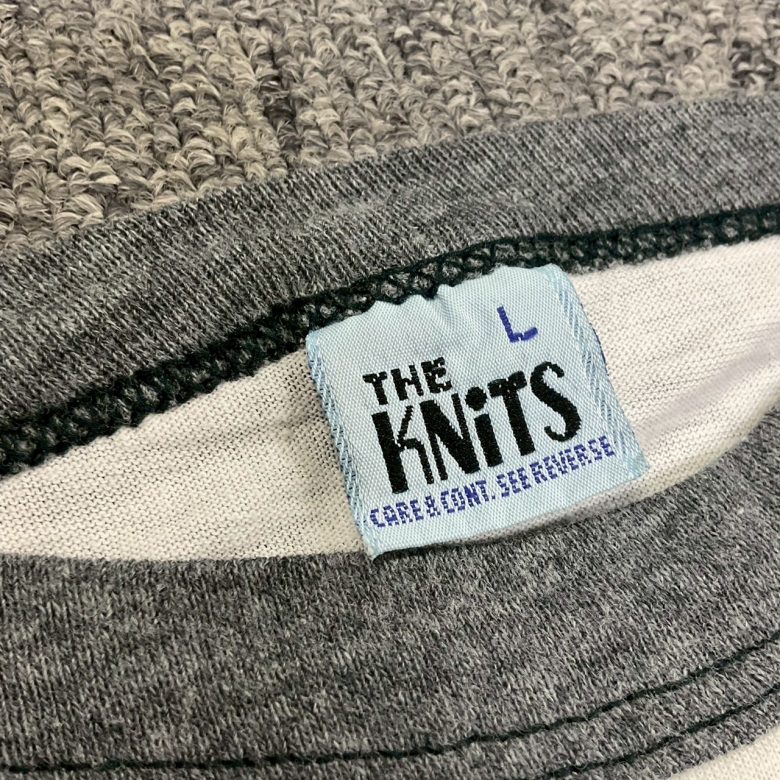 L
THE
KNiTS
CARE & CONT. SEE REVERSE